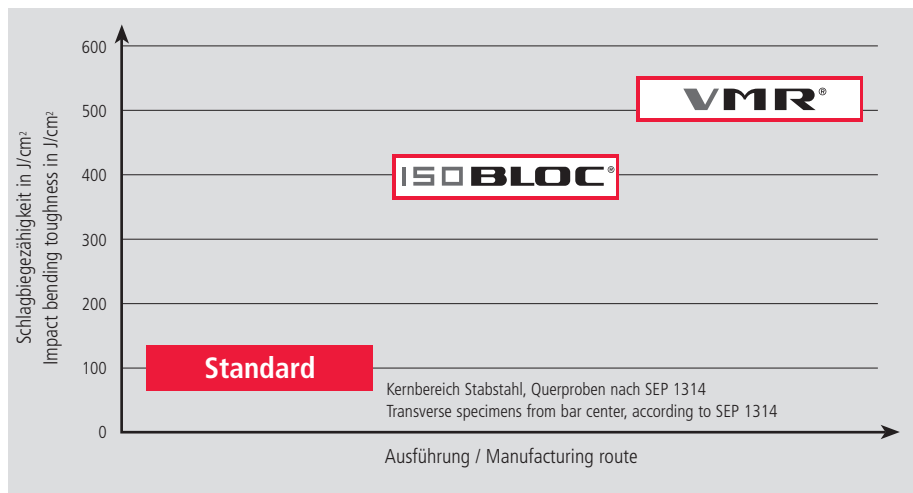 Schlagbiegezähigkeit in J/cm²
Impact bending toughness in J/cm²
600
500
400
300
200
100
0
VMR®
ISOBLOC®
Standard
Kernbereich Stabstahl, Querproben nach SEP 1314
Transverse specimens from bar center, according to SEP 1314
Ausführung / Manufacturing route